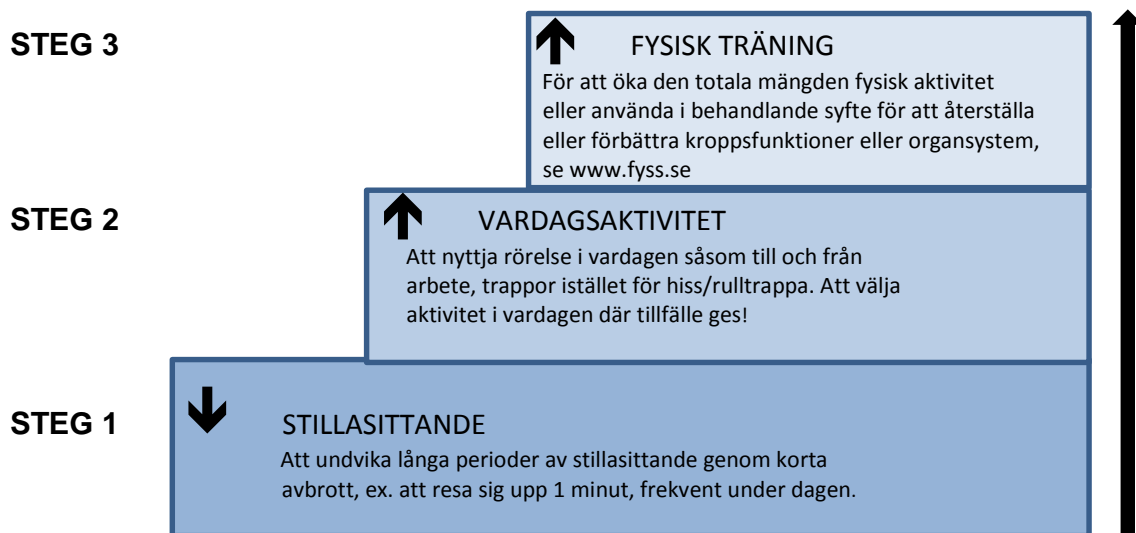 STEG 3
FYSISK TRÄNING
För att öka den totala mängden fysisk aktivitet
eller använda i behandlande syfte för att återställa
eller förbättra kroppsfunktioner eller organsystem,
se www.fyss.se
STEG 2
VARDAGSAKTIVITET
Att nyttja rörelse i vardagen såsom till och från
arbete, trappor istället för hiss/rulltrappa. Att välja
aktivitet i vardagen där tillfälle ges!
STEG 1
STILLASITTANDE
Att undvika långa perioder av stillasittande genom korta
avbrott, ex. att resa sig upp 1 minut, frekvent under dagen.